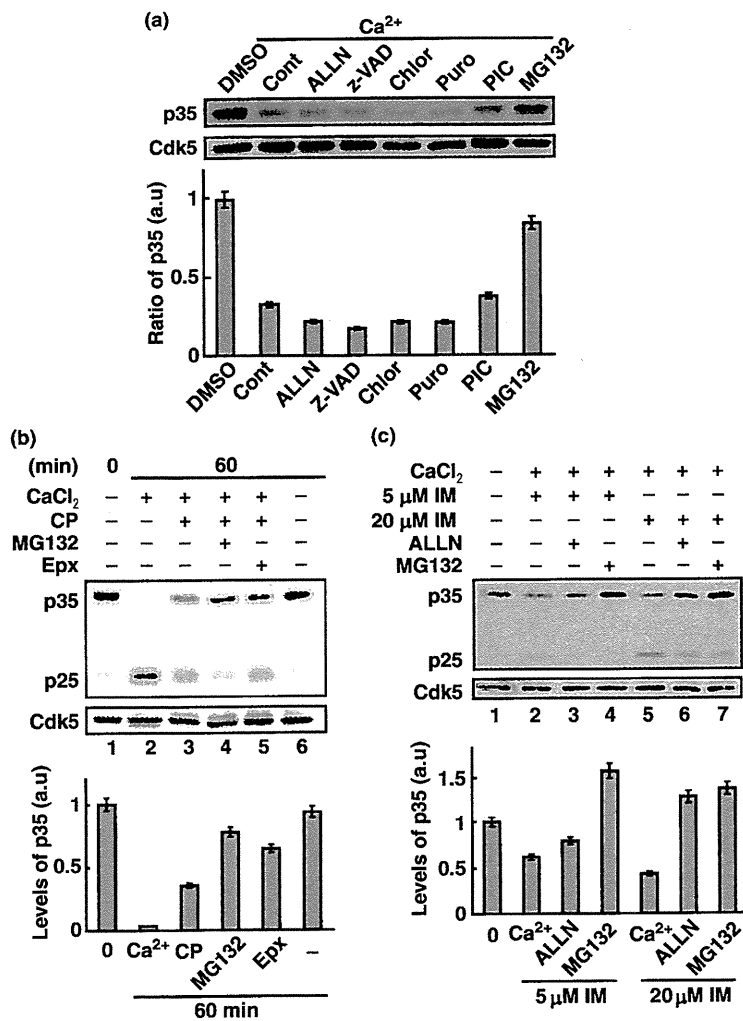 (a)
Ca2+
DMSO Cont ALLN z-VAD Chlor Puro PIC MG132
p35
Cdk5
Ratio of p35 (a.u)
1
0.5
0
DMSO Cont ALLN Z-VAD Chlor Puro PIC MG132
(b)
(min) 0 60
CaCl2 – + + + + –
CP – – + + + –
MG132 – – – + – –
Epx – – – – + –
p35
p25
Cdk5
1 2 3 4 5 6
Levels of p35 (a.u)
1
0.5
0
0 Ca2+ CP MG132 Epx –
60 min
(c)
CaCl2 – + + + + + +
5 μM IM – + + + – – –
20 μM IM – – – – + + +
ALLN – – + – – + –
MG132 – – – + – – +
p35
p25
Cdk5
1 2 3 4 5 6 7
Levels of p35 (a.u)
1.5
1
0.5
0
0 Ca2+ ALLN MG132 Ca2+ ALLN MG132
5 μM IM 20 μM IM